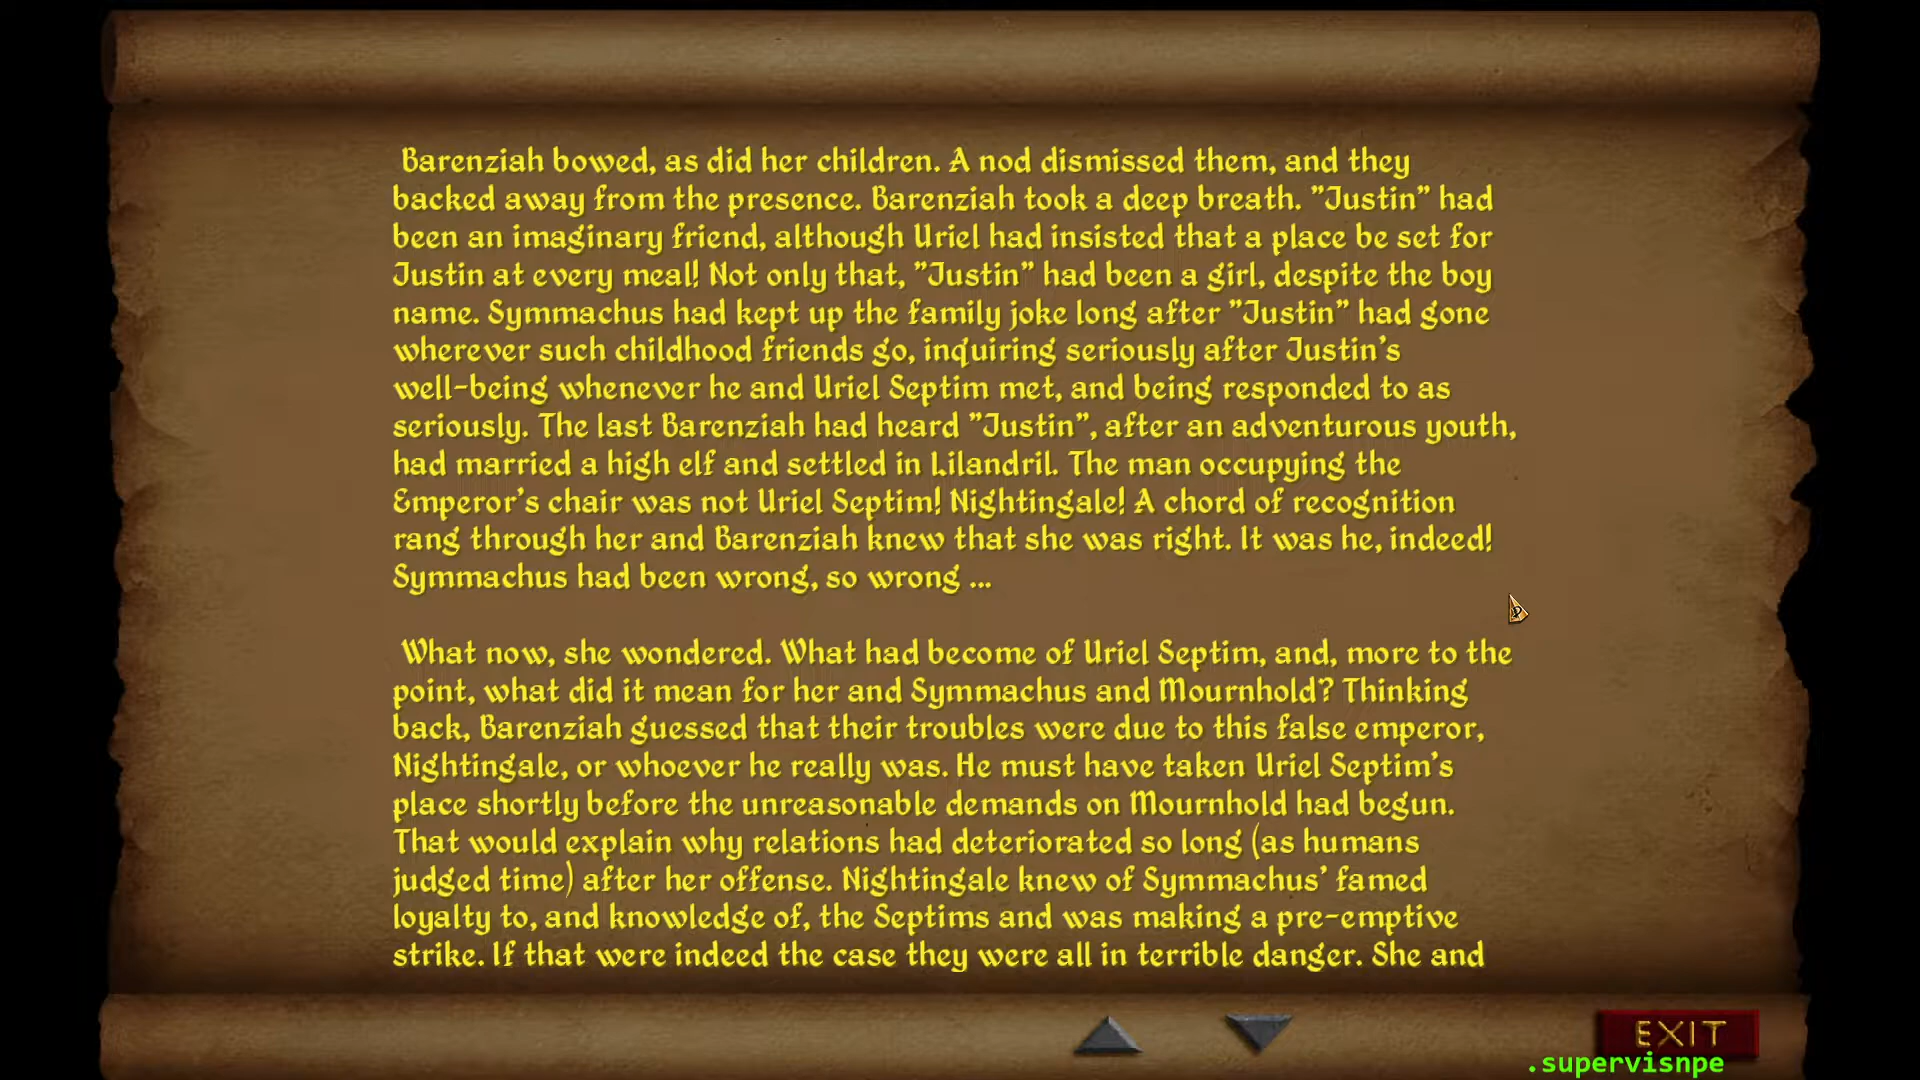 Barenziah bowed, as did her children. A nod dismissed them, and they
backed away from the presence. Barenziah took a deep breath. "Justin" had
been an imaginary friend, although Uriel had insisted that a place be set for
Justin at every meal! Not only that, "Justin" had been a girl, despite the boy
name. Symmachus had kept up the family joke long after "Justin" had gone
wherever such childhood friends go, inquiring seriously after Justin's
well-being whenever he and Uriel Septim met, and being responded to as
seriously. The last Barenziah had heard "Justin", after an adventurous youth,
had married a high elf and settled in Lilandril. The man occupying the
Emperor's chair was not Uriel Septim! Nightingale! A chord of recognition
rang through her and Barenziah knew that she was right. It was he, indeed!
Symmachus had been wrong, so wrong ...
What now, she wondered. What had become of Uriel Septim, and, more to the
point, what did it mean for her and Symmachus and Mournhold? Thinking
back, Barenziah guessed that their troubles were due to this false emperor,
Nightingale, or whoever he really was. He must have taken Uriel Septim's
place shortly before the unreasonable demands on Mournhold had begun.
That would explain why relations had deteriorated so long (as humans
judged time) after her offense. Nightingale knew of Symmachus' famed
loyalty to, and knowledge of, the Septims and was making a pre-emptive
strike. If that were indeed the case they were all in terrible danger. She and
EXIT
.supervisnpe